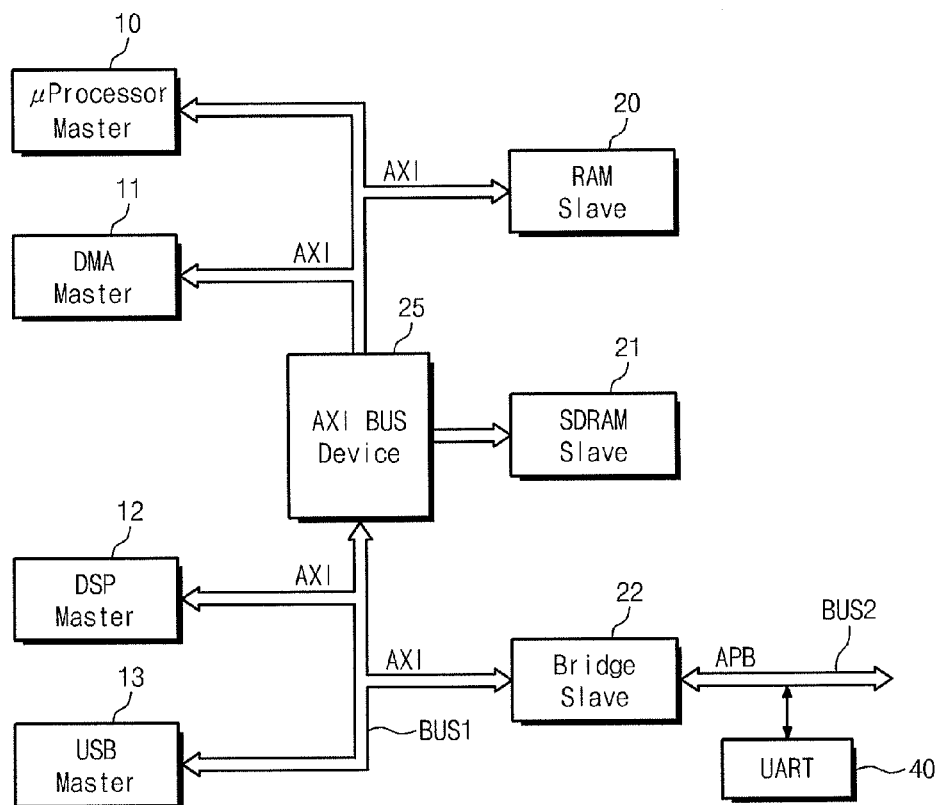 10
μProcessor
Master
20
AXI
RAM
Slave
11
DMA
Master
AXI
25
AXI BUS
Device
21
SDRAM
Slave
12
DSP
Master
AXI
22
AXI
Bridge
Slave
BUS2
APB
13
USB
Master
BUS1
UART
40